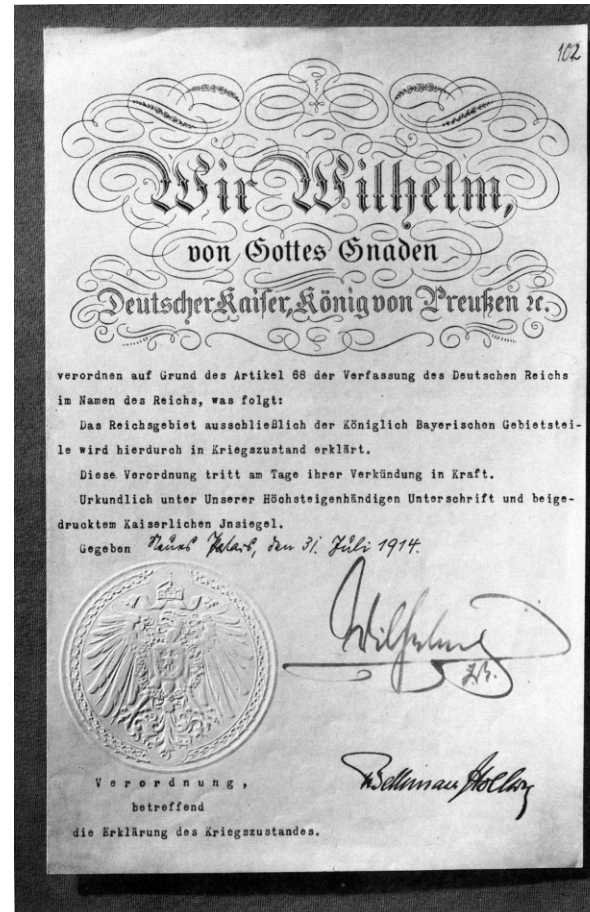 102
Wir Wilhelm,
von Gottes Gnaden
Deutscher Kaiser, König von Preußen ꝛc.
verordnen auf Grund des Artikel 68 der Verfassung des Deutschen Reichs
im Namen des Reichs, was folgt:
Das Reichsgebiet ausschließlich der Königlich Bayerischen Gebietstei-
le wird hierdurch in Kriegszustand erklärt.
Diese Verordnung tritt am Tage ihrer Verkündung in Kraft.
Urkundlich unter Unserer Höchsteigenhändigen Unterschrift und beige-
drucktem Kaiserlichen Jnsiegel.
Gegeben Neues Palais, den 31. Juli 1914.
Wilhelm
I.R.
v Bethmann Hollweg
Verordnung,
betreffend
die Erklärung des Kriegszustandes.